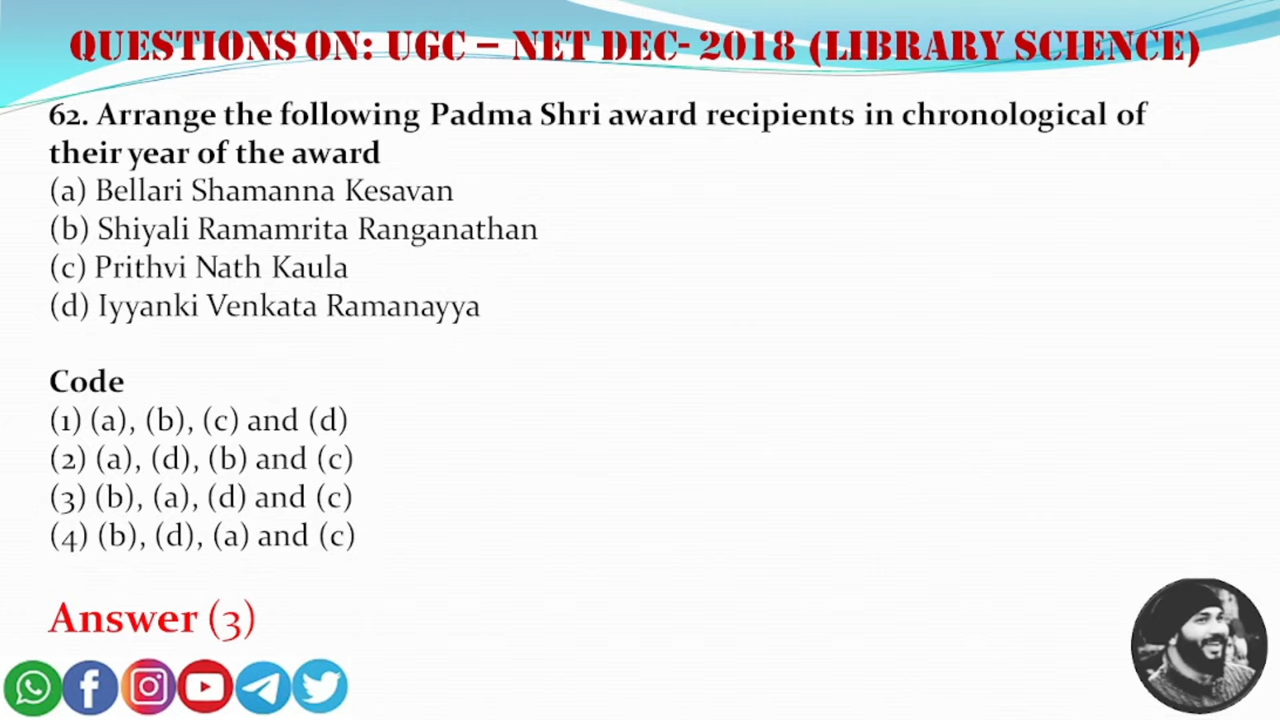 QUESTIONS ON: UGC – NET DEC- 2018 (LIBRARY SCIENCE)
62. Arrange the following Padma Shri award recipients in chronological of
their year of the award
(a) Bellari Shamanna Kesavan
(b) Shiyali Ramamrita Ranganathan
(c) Prithvi Nath Kaula
(d) Iyyanki Venkata Ramanayya
Code
(1) (a), (b), (c) and (d)
(2) (a), (d), (b) and (c)
(3) (b), (a), (d) and (c)
(4) (b), (d), (a) and (c)
Answer (3)